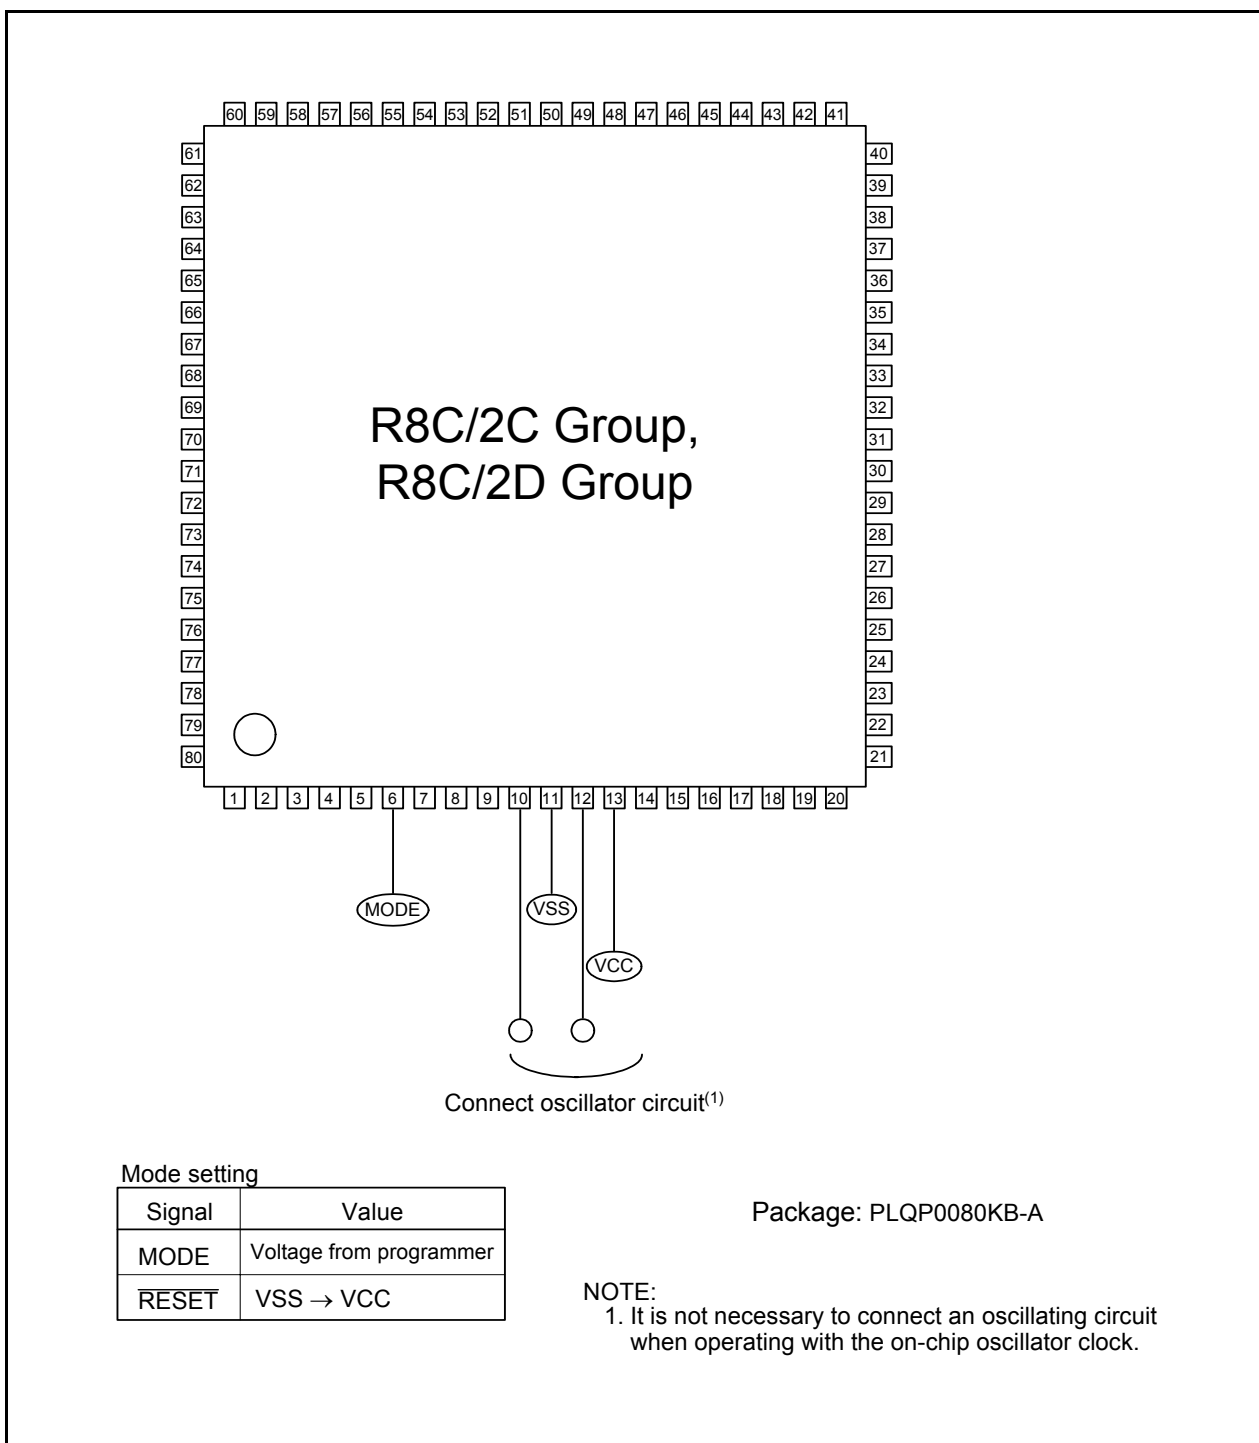 60 59 58 57 56 55 54 53 52 51 50 49 48 47 46 45 44 43 42 41
61 40
62 39
63 38
64 37
65 36
66 35
67 34
68 33
69 32
R8C/2C Group,
70 31
71 30
R8C/2D Group
72 29
73 28
74 27
75 26
76 25
77 24
78 23
79 22
80 21
1 2 3 4 5 6 7 8 9 10 11 12 13 14 15 16 17 18 19 20
MODE VSS
VCC
Connect oscillator circuit(1)
Mode setting
Signal Value
MODE Voltage from programmer
RESET VSS → VCC
Package: PLQP0080KB-A
NOTE:
1. It is not necessary to connect an oscillating circuit
when operating with the on-chip oscillator clock.